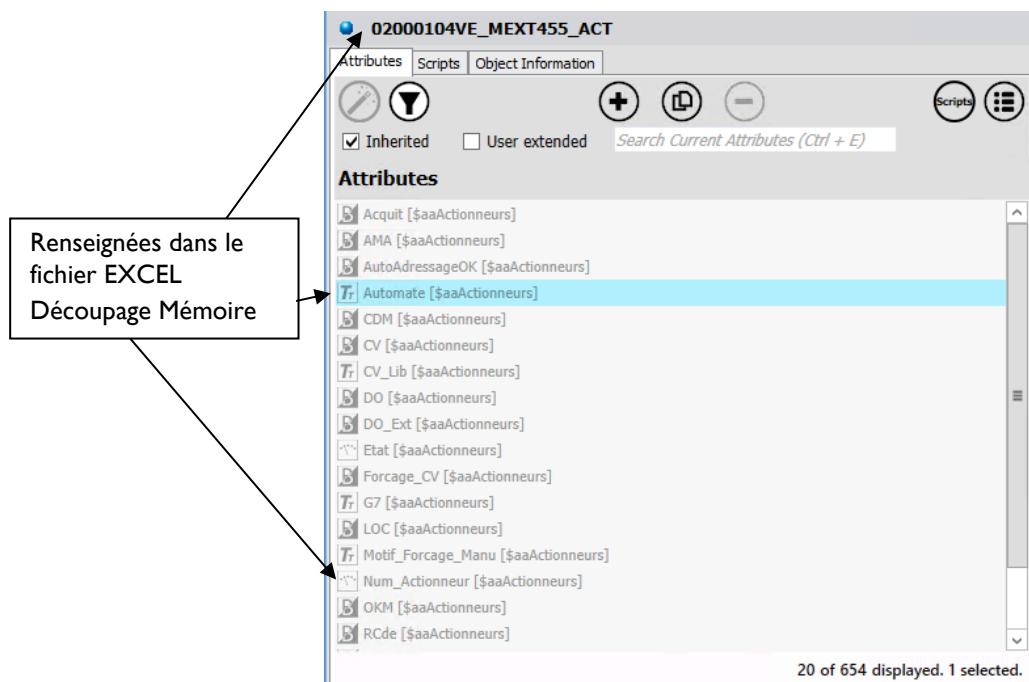 02000104VE_MEXT455_ACT
Attributes Scripts Object Information
Scripts
Inherited User extended Search Current Attributes (Ctrl + E)
Attributes
Renseignées dans le
fichier EXCEL
Découpage Mémoire
Acquit [$aaActionneurs]
AMA [$aaActionneurs]
AutoAdressageOK [$aaActionneurs]
Automate [$aaActionneurs]
CDM [$aaActionneurs]
CV [$aaActionneurs]
CV_Lib [$aaActionneurs]
DO [$aaActionneurs]
DO_Ext [$aaActionneurs]
Etat [$aaActionneurs]
Forcage_CV [$aaActionneurs]
G7 [$aaActionneurs]
LOC [$aaActionneurs]
Motif_Forcage_Manu [$aaActionneurs]
Num_Actionneur [$aaActionneurs]
OKM [$aaActionneurs]
RCde [$aaActionneurs]
20 of 654 displayed. 1 selected.